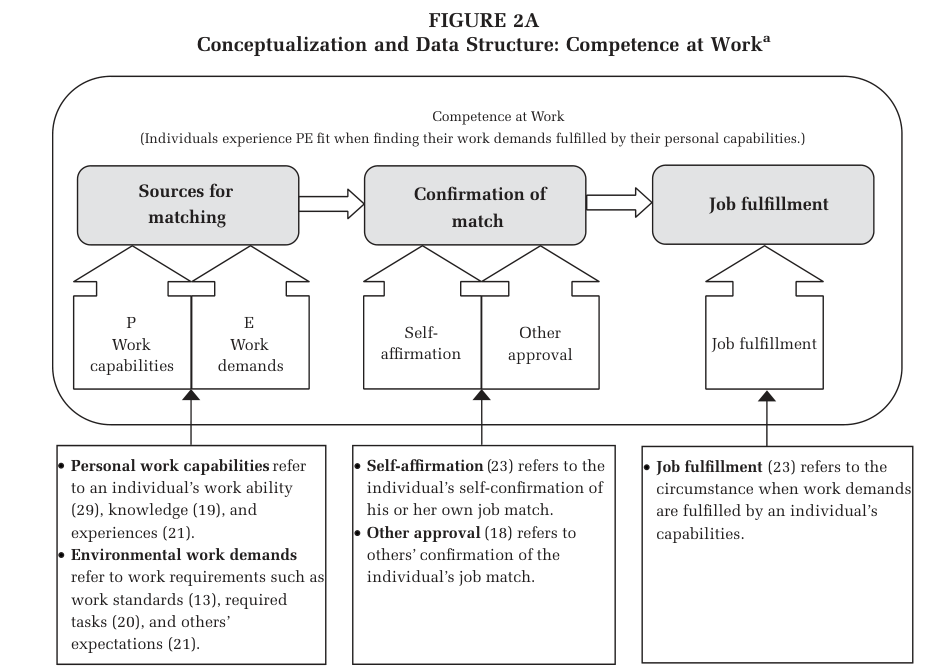 FIGURE 2A
Conceptualization and Data Structure: Competence at Workᵃ
Competence at Work
(Individuals experience PE fit when finding their work demands fulfilled by their personal capabilities.)
Sources for
matching
Confirmation of
match
Job fulfillment
P
Work
capabilities
E
Work
demands
Self-
affirmation
Other
approval
Job fulfillment
• Personal work capabilities refer
to an individual’s work ability
(29), knowledge (19), and
experiences (21).
• Environmental work demands
refer to work requirements such as
work standards (13), required
tasks (20), and others’
expectations (21).
• Self-affirmation (23) refers to the
individual’s self-confirmation of
his or her own job match.
• Other approval (18) refers to
others’ confirmation of the
individual’s job match.
• Job fulfillment (23) refers to the
circumstance when work demands
are fulfilled by an individual’s
capabilities.